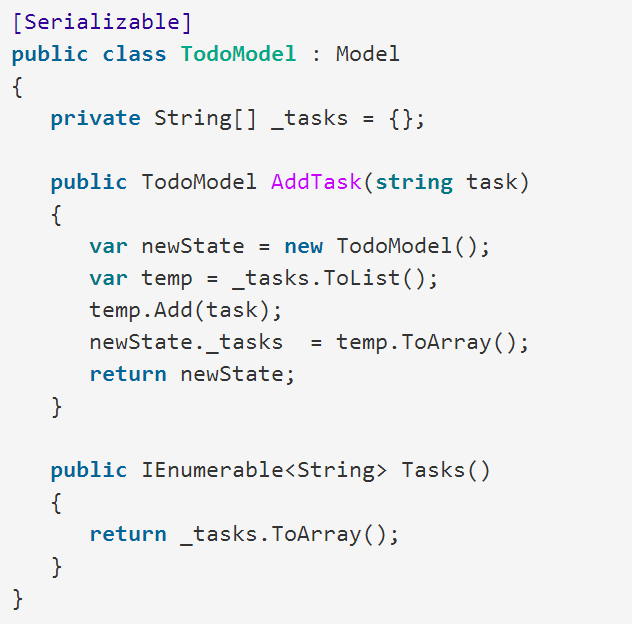 [Serializable]
public class TodoModel : Model
{
   private String[] _tasks = {};

   public TodoModel AddTask(string task)
   {
      var newState = new TodoModel();
      var temp = _tasks.ToList();
      temp.Add(task);
      newState._tasks  = temp.ToArray();
      return newState;
   }

   public IEnumerable<String> Tasks()
   {
      return _tasks.ToArray();
   }
}